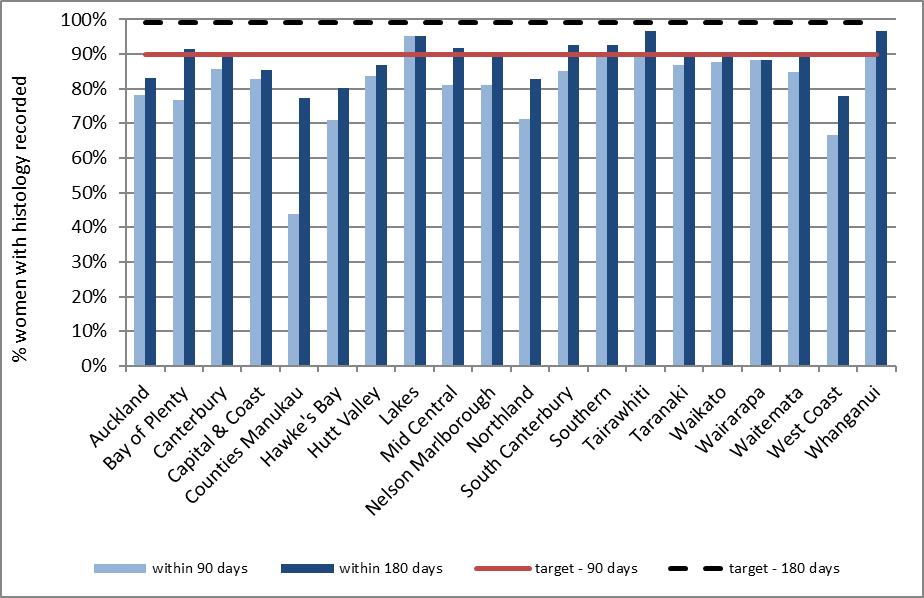 % women with histology recorded
100%
90%
80%
70%
60%
50%
40%
30%
20%
10%
0%
Auckland
Bay of Plenty
Canterbury
Capital & Coast
Counties Manukau
Hawke's Bay
Hutt Valley
Lakes
Mid Central
Nelson Marlborough
Northland
South Canterbury
Southern
Tairawhiti
Taranaki
Waikato
Wairarapa
Waitemata
West Coast
Whanganui
within 90 days within 180 days target - 90 days target - 180 days